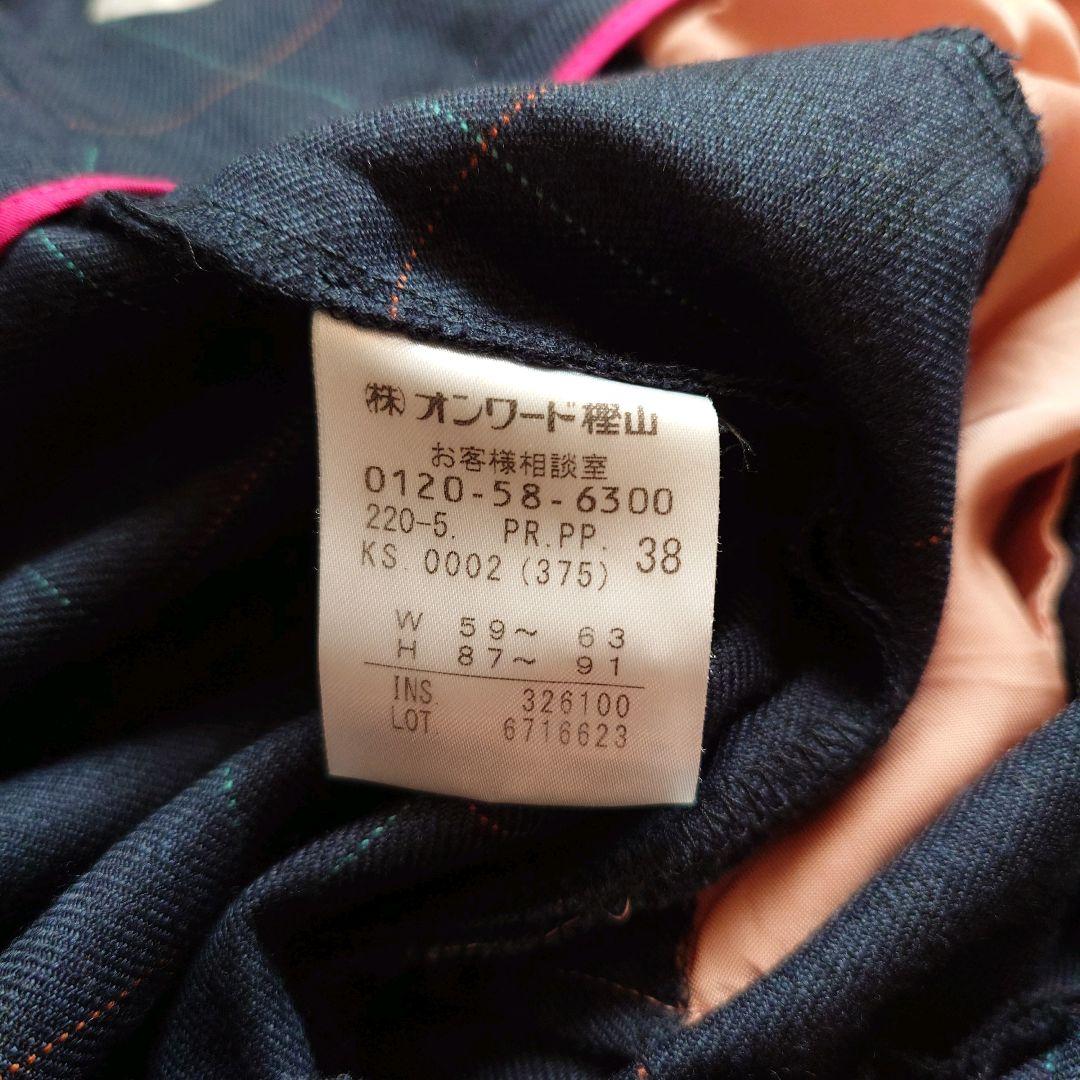 ㈱オンワード樫山
お客様相談室
0120-58-6300
220-5. PR.PP. 38
KS. 0002 (375)
W 59～ 63
H 87～ 91
INS. 326100
LOT. 6716623